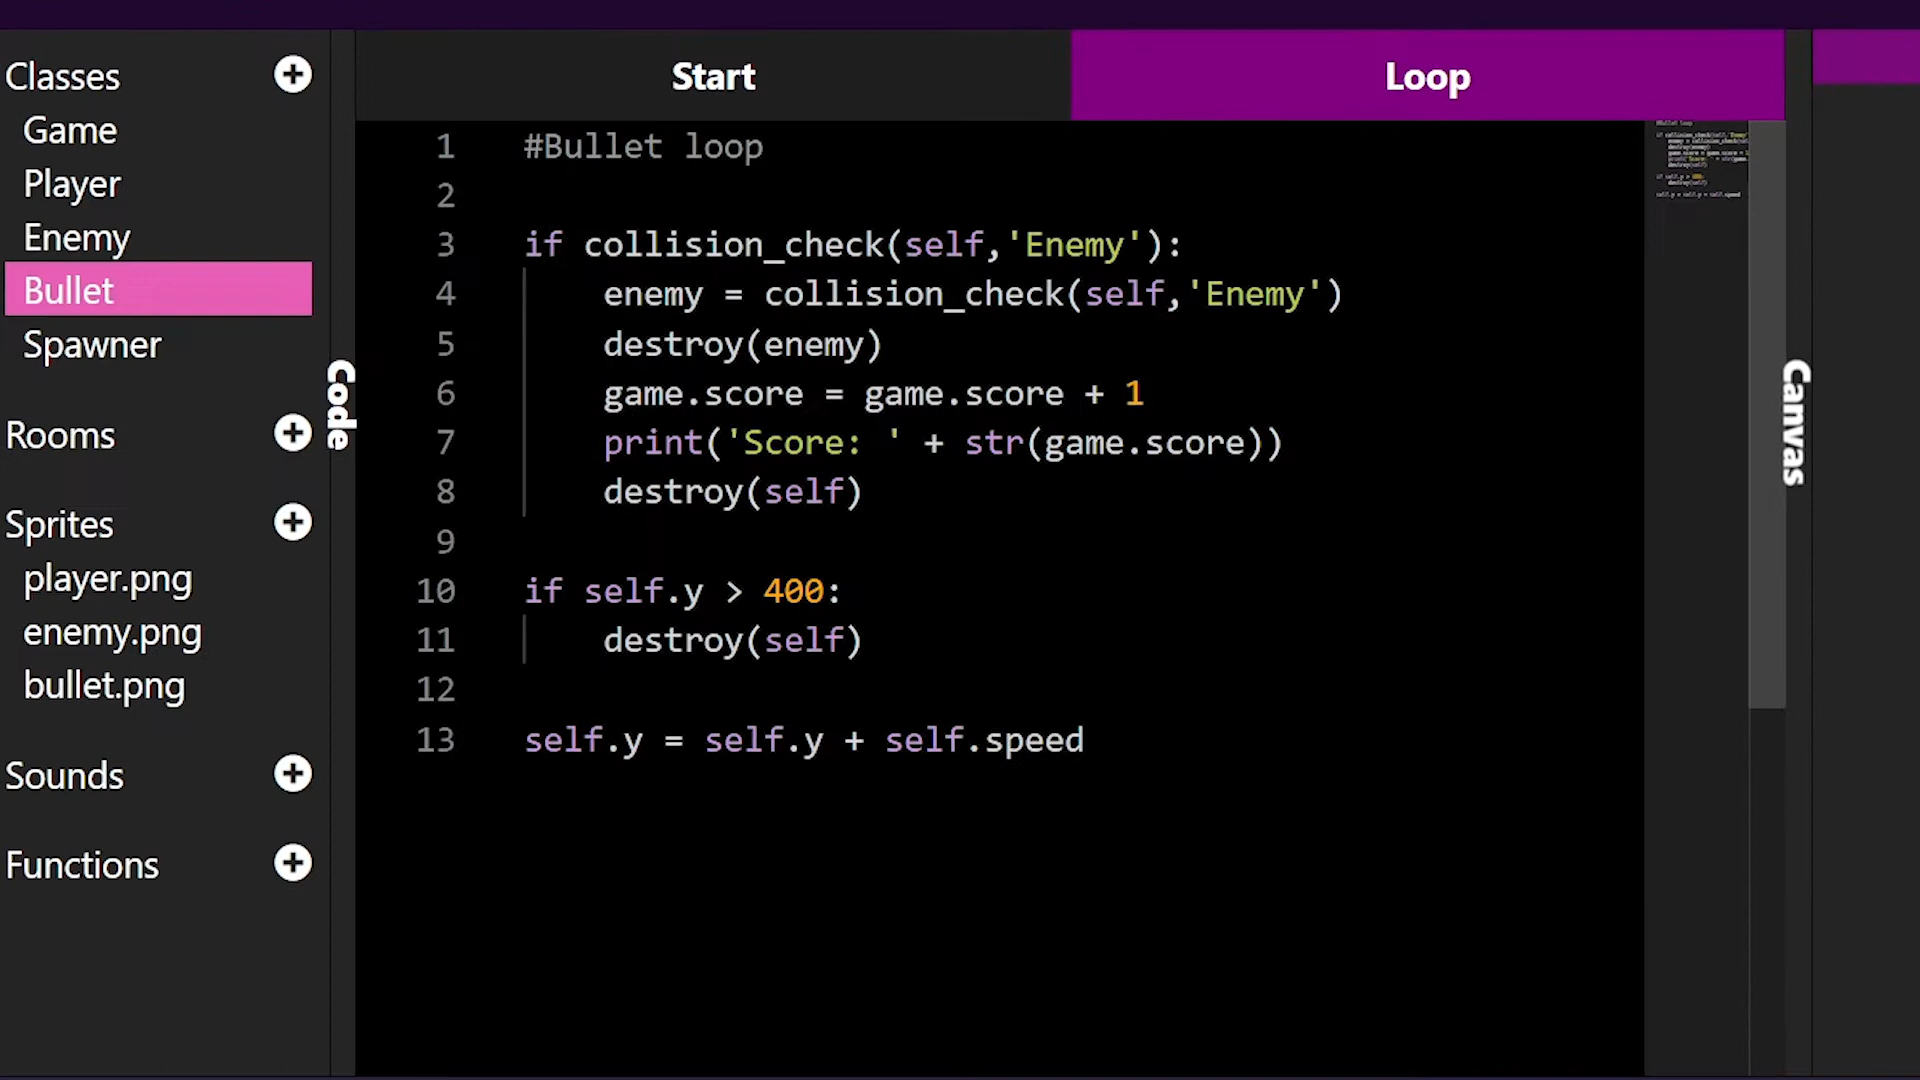 Classes
Game
Player
Enemy
Bullet
Spawner
Rooms
Sprites
player.png
enemy.png
bullet.png
Sounds
Functions
Code
Start
Loop
1 #Bullet loop
2
3 if collision_check(self,'Enemy'):
4     enemy = collision_check(self,'Enemy')
5     destroy(enemy)
6     game.score = game.score + 1
7     print('Score: ' + str(game.score))
8     destroy(self)
9
10 if self.y > 400:
11     destroy(self)
12
13 self.y = self.y + self.speed
Canvas